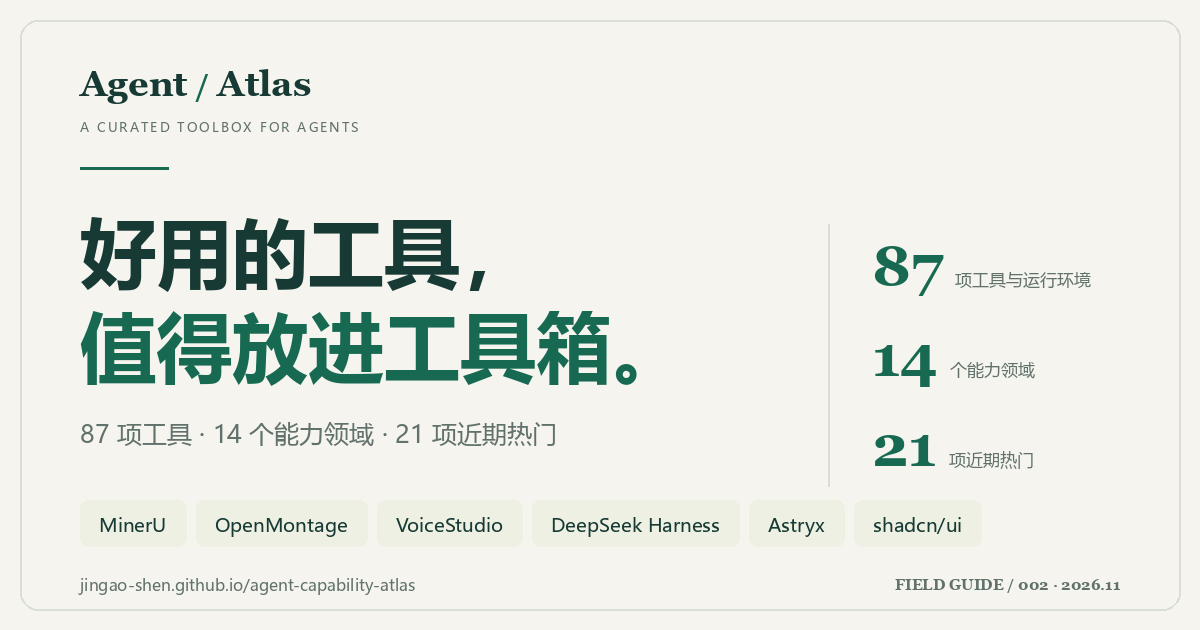 Agent / Atlas
A CURATED TOOLBOX FOR AGENTS
好用的工具，
值得放进工具箱。
87 项工具 · 14 个能力领域 · 21 项近期热门
87 项工具与运行环境
14 个能力领域
21 项近期热门
MinerU OpenMontage VoiceStudio DeepSeek Harness Astryx shadcn/ui
jingao-shen.github.io/agent-capability-atlas
FIELD GUIDE / 002 · 2026.11